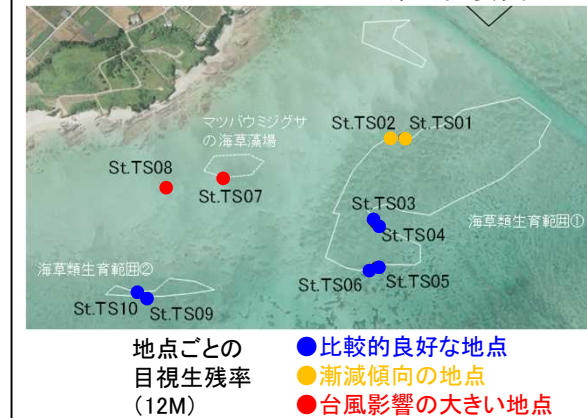 マツバウミジグサ
の海草藻場
St.TS02
St.TS01
St.TS08
St.TS07
St.TS03
海草類生育範囲①
St.TS04
海草類生育範囲②
St.TS06
St.TS05
St.TS10
St.TS09
地点ごとの
目視生残率
(12M)
●比較的良好な地点
●漸減傾向の地点
●台風影響の大きい地点